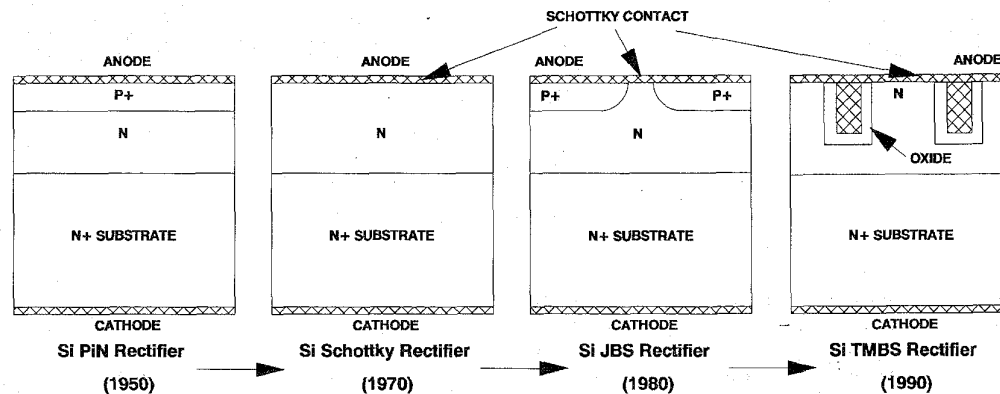 SCHOTTKY CONTACT
ANODE
P+
N
N+ SUBSTRATE
CATHODE
Si PiN Rectifier
(1950)
ANODE
N
N+ SUBSTRATE
CATHODE
Si Schottky Rectifier
(1970)
ANODE
P+
P+
N
N+ SUBSTRATE
CATHODE
Si JBS Rectifier
(1980)
ANODE
N
OXIDE
N+ SUBSTRATE
CATHODE
Si TMBS Rectifier
(1990)